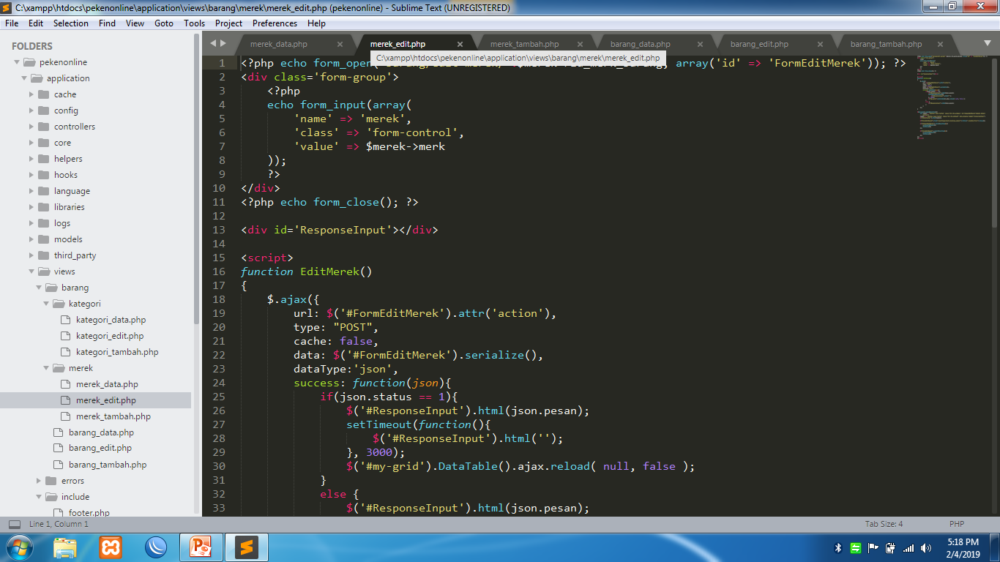 C:\xampp\htdocs\pekenonline\application\views\barang\merek\merek_edit.php (pekenonline) - Sublime Text (UNREGISTERED)
File Edit Selection Find View Goto Tools Project Preferences Help
FOLDERS
pekenonline
application
cache
config
controllers
core
helpers
hooks
language
libraries
logs
models
third_party
views
barang
kategori
kategori_data.php
kategori_edit.php
kategori_tambah.php
merek
merek_data.php
merek_edit.php
merek_tambah.php
barang_data.php
barang_edit.php
barang_tambah.php
errors
include
footer.php
merek_data.php merek_edit.php merek_tambah.php barang_data.php barang_edit.php barang_tambah.php
C:\xampp\htdocs\pekenonline\application\views\barang\merek\merek_edit.php
1 <?php echo form_open( array('id' => 'FormEditMerek')); ?>
2 <div class='form-group'>
3 <?php
4 echo form_input(array(
5 'name' => 'merek',
6 'class' => 'form-control',
7 'value' => $merek->merk
8 ));
9 ?>
10 </div>
11 <?php echo form_close(); ?>
12
13 <div id='ResponseInput'></div>
14
15 <script>
16 function EditMerek()
17 {
18 $.ajax({
19 url: $('#FormEditMerek').attr('action'),
20 type: "POST",
21 cache: false,
22 data: $('#FormEditMerek').serialize(),
23 dataType:'json',
24 success: function(json){
25 if(json.status == 1){
26 $('#ResponseInput').html(json.pesan);
27 setTimeout(function(){
28 $('#ResponseInput').html('');
29 }, 3000);
30 $('#my-grid').DataTable().ajax.reload( null, false );
31 }
32 else {
33 $('#ResponseInput').html(json.pesan);
Line 1, Column 1 Tab Size: 4 PHP
5:18 PM
2/4/2019